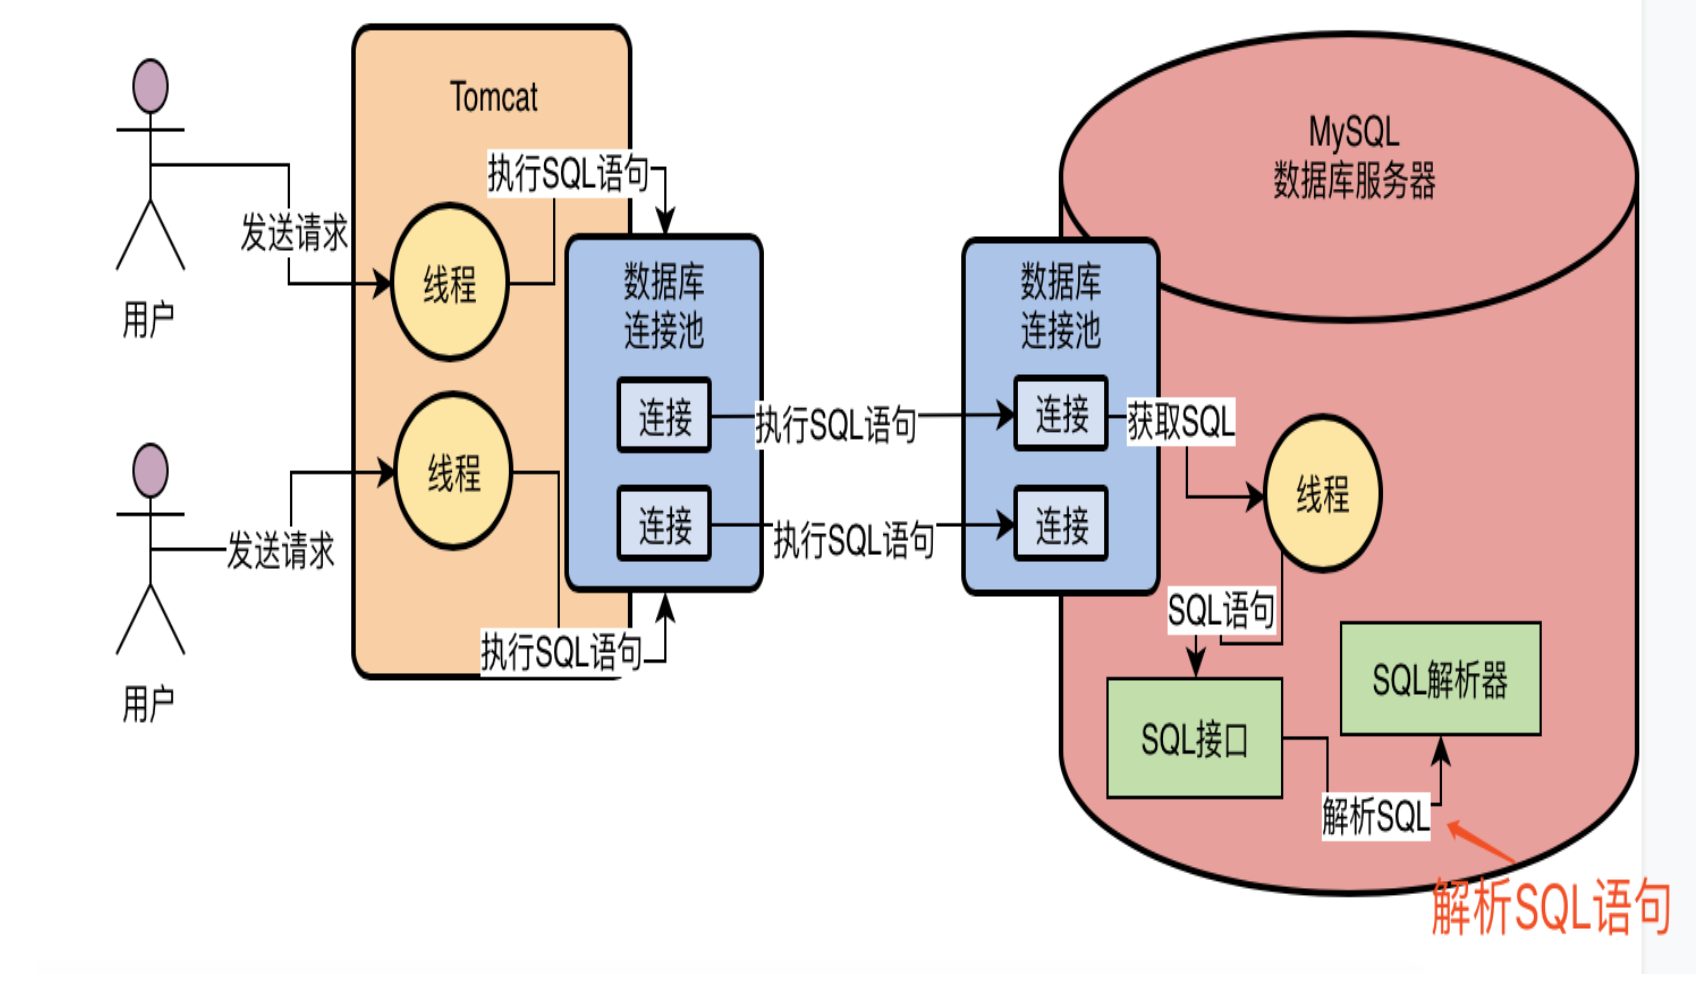 Tomcat
执行SQL语句
发送请求
线程
用户
数据库
连接池
连接
执行SQL语句
连接
执行SQL语句
线程
发送请求
执行SQL语句
用户
MySQL
数据库服务器
数据库
连接池
连接
获取SQL
连接
线程
SQL语句
SQL接口
SQL解析器
解析SQL
解析SQL语句